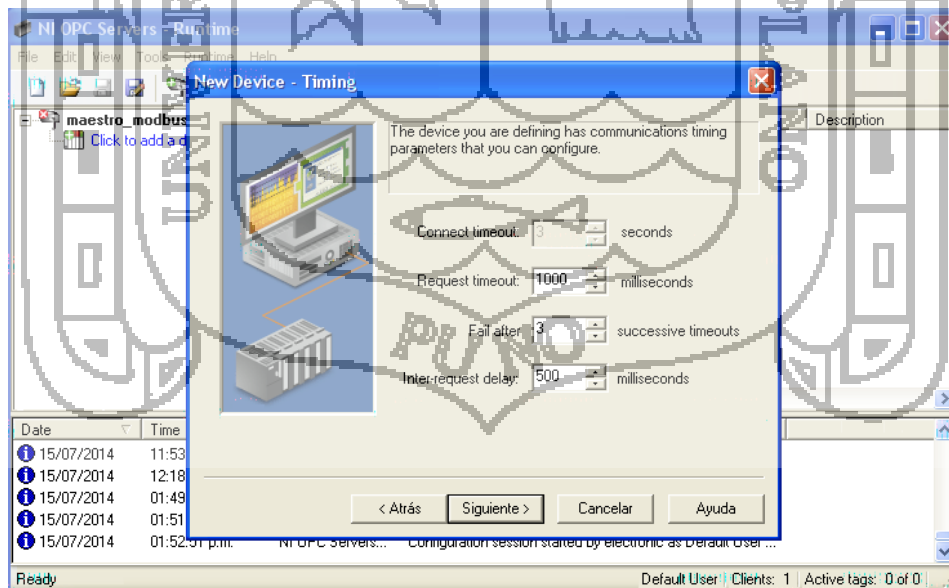 NI OPC Servers - Runtime
File Edit View Tools Runtime Help
New Device - Timing
maestro_modbus
Click to add a d
Description
The device you are defining has communications timing
parameters that you can configure.
Connect timeout: 3 seconds
Request timeout: 1000 milliseconds
Fail after 3 successive timeouts
Inter-request delay: 500 milliseconds
PUNO
Date Time
15/07/2014 11:53
15/07/2014 12:18
15/07/2014 01:49
15/07/2014 01:51
15/07/2014 01:52:51 p.m. NI OPC Servers... Configuration session started by electronic as Default User ...
< Atrás Siguiente > Cancelar Ayuda
Ready Default User Clients: 1 Active tags: 0 of 0